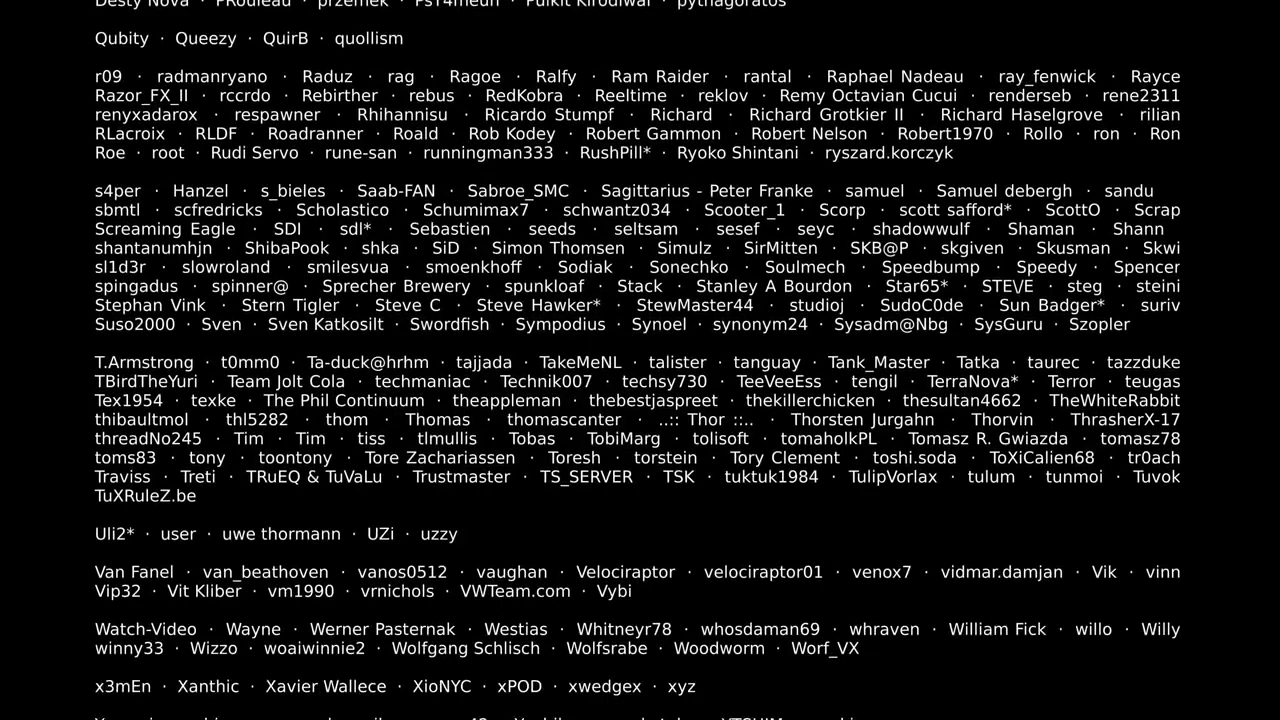 Desty Nova · PRouleau · przemek · PsT4meuh · Pulkit Kirodiwal · pythagoratos
Qubity · Queezy · QuirB · quollism
r09 · radmanryano · Raduz · rag · Ragoe · Ralfy · Ram Raider · rantal · Raphael Nadeau · ray_fenwick · Rayce
Razor_FX_II · rccrdo · Rebirther · rebus · RedKobra · Reeltime · reklov · Remy Octavian Cucui · renderseb · rene2311
renyxadarox · respawner · Rhihannisu · Ricardo Stumpf · Richard · Richard Grotkier II · Richard Haselgrove · rilian
RLacroix · RLDF · Roadranner · Roald · Rob Kodey · Robert Gammon · Robert Nelson · Robert1970 · Rollo · ron · Ron
Roe · root · Rudi Servo · rune-san · runningman333 · RushPill* · Ryoko Shintani · ryszard.korczyk
s4per · Hanzel · s_bieles · Saab-FAN · Sabroe_SMC · Sagittarius - Peter Franke · samuel · Samuel debergh · sandu
sbmtl · scfredricks · Scholastico · Schumimax7 · schwantz034 · Scooter_1 · Scorp · scott safford* · ScottO · Scrap
Screaming Eagle · SDI · sdl* · Sebastien · seeds · seltsam · sesef · seyc · shadowwulf · Shaman · Shann
shantanumhjn · ShibaPook · shka · SiD · Simon Thomsen · Simulz · SirMitten · SKB@P · skgiven · Skusman · Skwi
sl1d3r · slowroland · smilesvua · smoenkhoff · Sodiak · Sonechko · Soulmech · Speedbump · Speedy · Spencer
spingadus · spinner@ · Sprecher Brewery · spunkloaf · Stack · Stanley A Bourdon · Star65* · STE\/E · steg · steini
Stephan Vink · Stern Tigler · Steve C · Steve Hawker* · StewMaster44 · studioj · SudoC0de · Sun Badger* · suriv
Suso2000 · Sven · Sven Katkosilt · Swordfish · Sympodius · Synoel · synonym24 · Sysadm@Nbg · SysGuru · Szopler
T.Armstrong · t0mm0 · Ta-duck@hrhm · tajjada · TakeMeNL · talister · tanguay · Tank_Master · Tatka · taurec · tazzduke
TBirdTheYuri · Team Jolt Cola · techmaniac · Technik007 · techsy730 · TeeVeeEss · tengil · TerraNova* · Terror · teugas
Tex1954 · texke · The Phil Continuum · theappleman · thebestjaspreet · thekillerchicken · thesultan4662 · TheWhiteRabbit
thibaultmol · thl5282 · thom · Thomas · thomascanter · ..:: Thor ::.. · Thorsten Jurgahn · Thorvin · ThrasherX-17
threadNo245 · Tim · Tim · tiss · tlmullis · Tobas · TobiMarg · tolisoft · tomaholkPL · Tomasz R. Gwiazda · tomasz78
toms83 · tony · toontony · Tore Zachariassen · Toresh · torstein · Tory Clement · toshi.soda · ToXiCalien68 · tr0ach
Traviss · Treti · TRuEQ & TuVaLu · Trustmaster · TS_SERVER · TSK · tuktuk1984 · TulipVorlax · tulum · tunmoi · Tuvok
TuXRuleZ.be
Uli2* · user · uwe thormann · UZi · uzzy
Van Fanel · van_beathoven · vanos0512 · vaughan · Velociraptor · velociraptor01 · venox7 · vidmar.damjan · Vik · vinn
Vip32 · Vit Kliber · vm1990 · vrnichols · VWTeam.com · Vybi
Watch-Video · Wayne · Werner Pasternak · Westias · Whitneyr78 · whosdaman69 · whraven · William Fick · willo · Willy
winny33 · Wizzo · woaiwinnie2 · Wolfgang Schlisch · Wolfsrabe · Woodworm · Worf_VX
x3mEn · Xanthic · Xavier Wallece · XioNYC · xPOD · xwedgex · xyz